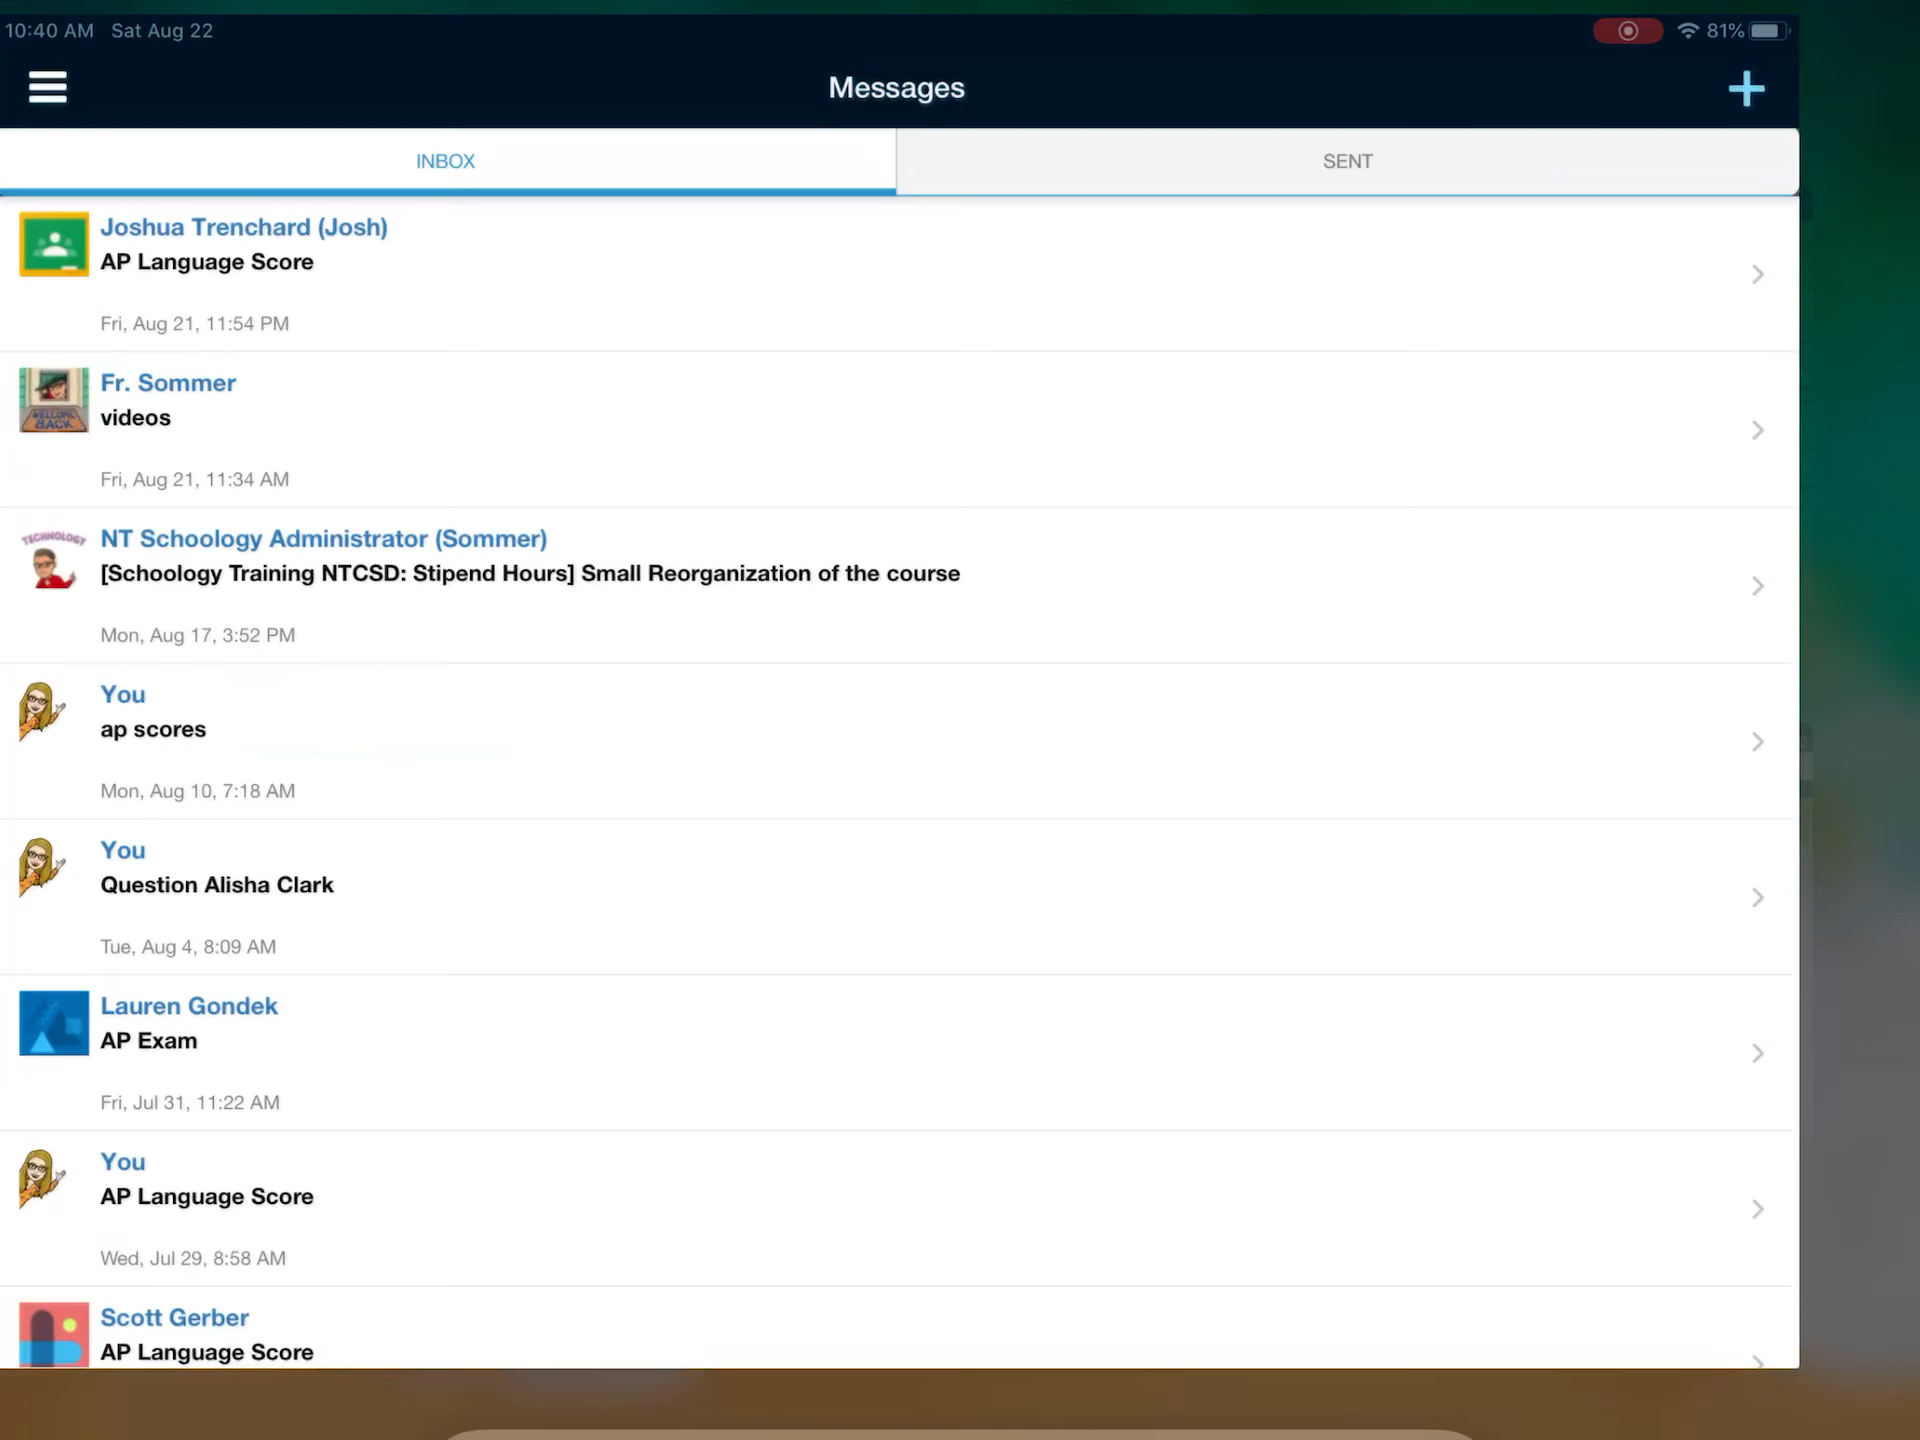 10:40 AM Sat Aug 22
81%
Messages
INBOX
SENT
Joshua Trenchard (Josh)
AP Language Score
Fri, Aug 21, 11:54 PM
WELCOME
BACK
Fr. Sommer
videos
Fri, Aug 21, 11:34 AM
TECHNOLOGY
NT Schoology Administrator (Sommer)
[Schoology Training NTCSD: Stipend Hours] Small Reorganization of the course
Mon, Aug 17, 3:52 PM
You
ap scores
Mon, Aug 10, 7:18 AM
You
Question Alisha Clark
Tue, Aug 4, 8:09 AM
Lauren Gondek
AP Exam
Fri, Jul 31, 11:22 AM
You
AP Language Score
Wed, Jul 29, 8:58 AM
Scott Gerber
AP Language Score